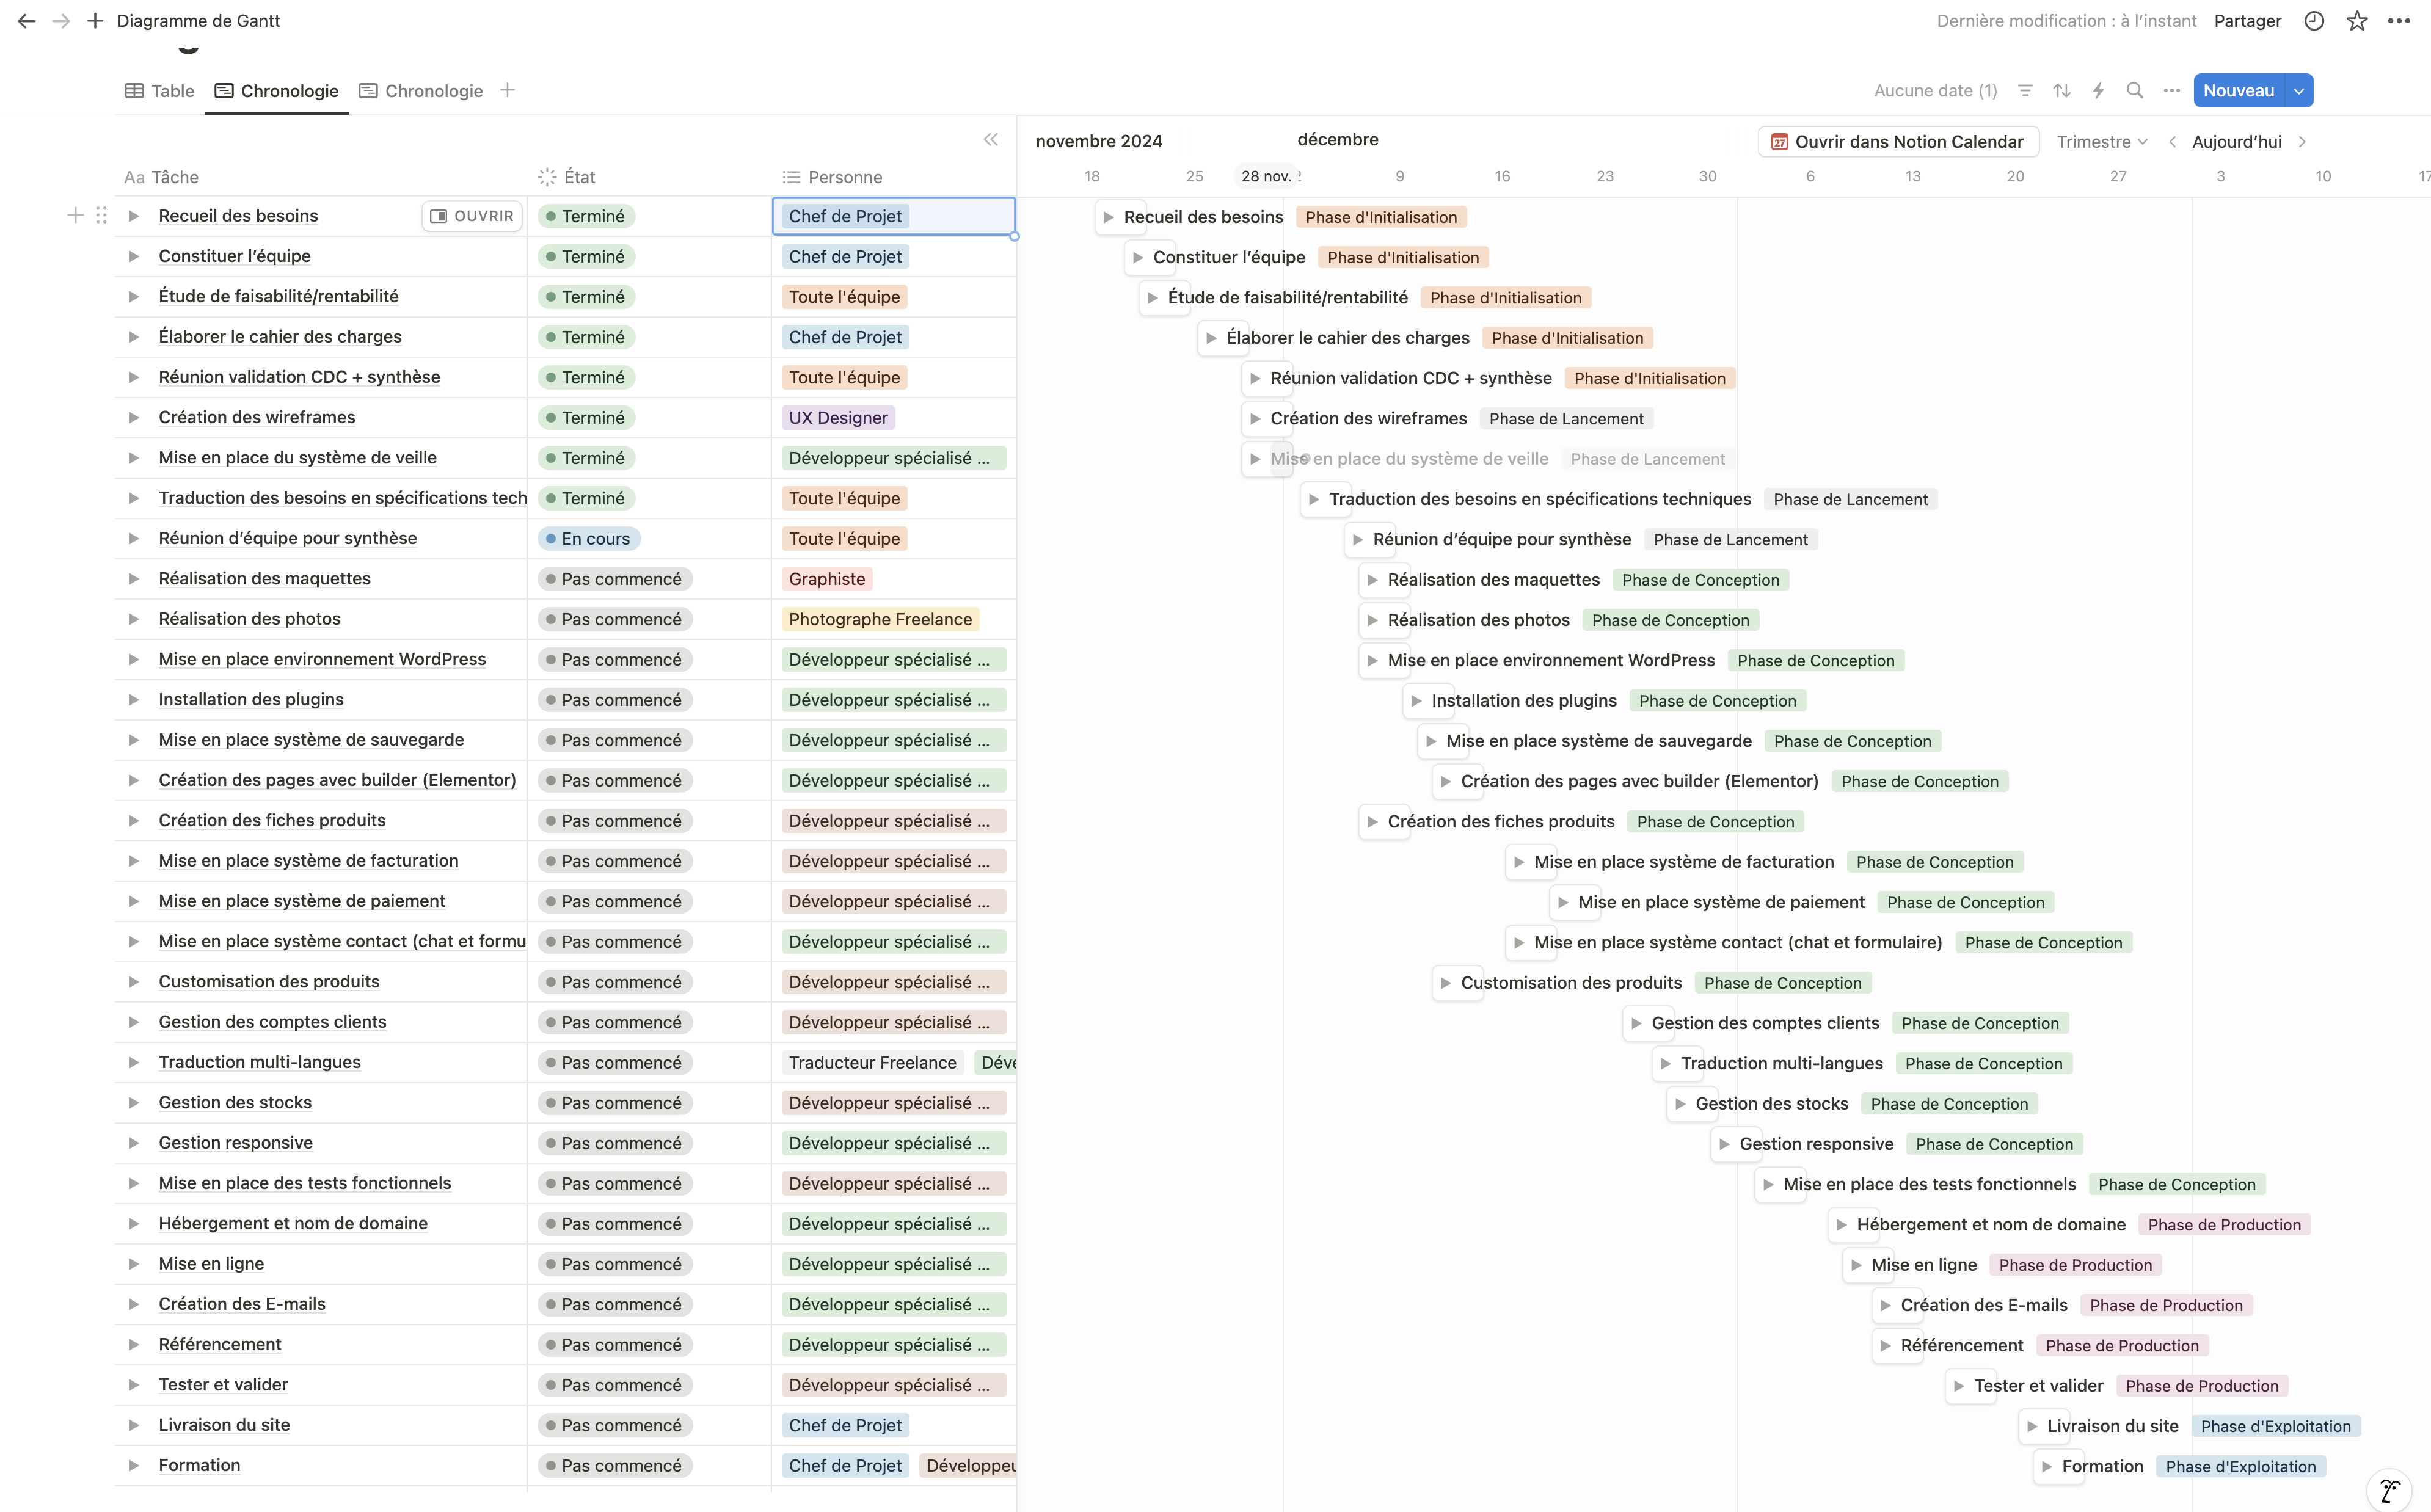 Diagramme de Gantt
Dernière modification : à l’instant Partager
Table Chronologie Chronologie
Aucune date (1) Nouveau
novembre 2024 décembre Ouvrir dans Notion Calendar Trimestre Aujourd’hui
Aa Tâche État Personne
18 25 28 nov. 9 16 23 30 6 13 20 27 3 10 17
Recueil des besoins OUVRIR Terminé Chef de Projet Recueil des besoins Phase d'Initialisation
Constituer l’équipe Terminé Chef de Projet Constituer l’équipe Phase d'Initialisation
Étude de faisabilité/rentabilité Terminé Toute l'équipe Étude de faisabilité/rentabilité Phase d'Initialisation
Élaborer le cahier des charges Terminé Chef de Projet Élaborer le cahier des charges Phase d'Initialisation
Réunion validation CDC + synthèse Terminé Toute l'équipe Réunion validation CDC + synthèse Phase d'Initialisation
Création des wireframes Terminé UX Designer Création des wireframes Phase de Lancement
Mise en place du système de veille Terminé Développeur spécialisé ... Mise en place du système de veille Phase de Lancement
Traduction des besoins en spécifications tech Terminé Toute l'équipe Traduction des besoins en spécifications techniques Phase de Lancement
Réunion d’équipe pour synthèse En cours Toute l'équipe Réunion d’équipe pour synthèse Phase de Lancement
Réalisation des maquettes Pas commencé Graphiste Réalisation des maquettes Phase de Conception
Réalisation des photos Pas commencé Photographe Freelance Réalisation des photos Phase de Conception
Mise en place environnement WordPress Pas commencé Développeur spécialisé ... Mise en place environnement WordPress Phase de Conception
Installation des plugins Pas commencé Développeur spécialisé ... Installation des plugins Phase de Conception
Mise en place système de sauvegarde Pas commencé Développeur spécialisé ... Mise en place système de sauvegarde Phase de Conception
Création des pages avec builder (Elementor) Pas commencé Développeur spécialisé ... Création des pages avec builder (Elementor) Phase de Conception
Création des fiches produits Pas commencé Développeur spécialisé ... Création des fiches produits Phase de Conception
Mise en place système de facturation Pas commencé Développeur spécialisé ... Mise en place système de facturation Phase de Conception
Mise en place système de paiement Pas commencé Développeur spécialisé ... Mise en place système de paiement Phase de Conception
Mise en place système contact (chat et formu Pas commencé Développeur spécialisé ... Mise en place système contact (chat et formulaire) Phase de Conception
Customisation des produits Pas commencé Développeur spécialisé ... Customisation des produits Phase de Conception
Gestion des comptes clients Pas commencé Développeur spécialisé ... Gestion des comptes clients Phase de Conception
Traduction multi-langues Pas commencé Traducteur Freelance Déve Traduction multi-langues Phase de Conception
Gestion des stocks Pas commencé Développeur spécialisé ... Gestion des stocks Phase de Conception
Gestion responsive Pas commencé Développeur spécialisé ... Gestion responsive Phase de Conception
Mise en place des tests fonctionnels Pas commencé Développeur spécialisé ... Mise en place des tests fonctionnels Phase de Conception
Hébergement et nom de domaine Pas commencé Développeur spécialisé ... Hébergement et nom de domaine Phase de Production
Mise en ligne Pas commencé Développeur spécialisé ... Mise en ligne Phase de Production
Création des E-mails Pas commencé Développeur spécialisé ... Création des E-mails Phase de Production
Référencement Pas commencé Développeur spécialisé ... Référencement Phase de Production
Tester et valider Pas commencé Développeur spécialisé ... Tester et valider Phase de Production
Livraison du site Pas commencé Chef de Projet Livraison du site Phase d'Exploitation
Formation Pas commencé Chef de Projet Développeu Formation Phase d'Exploitation